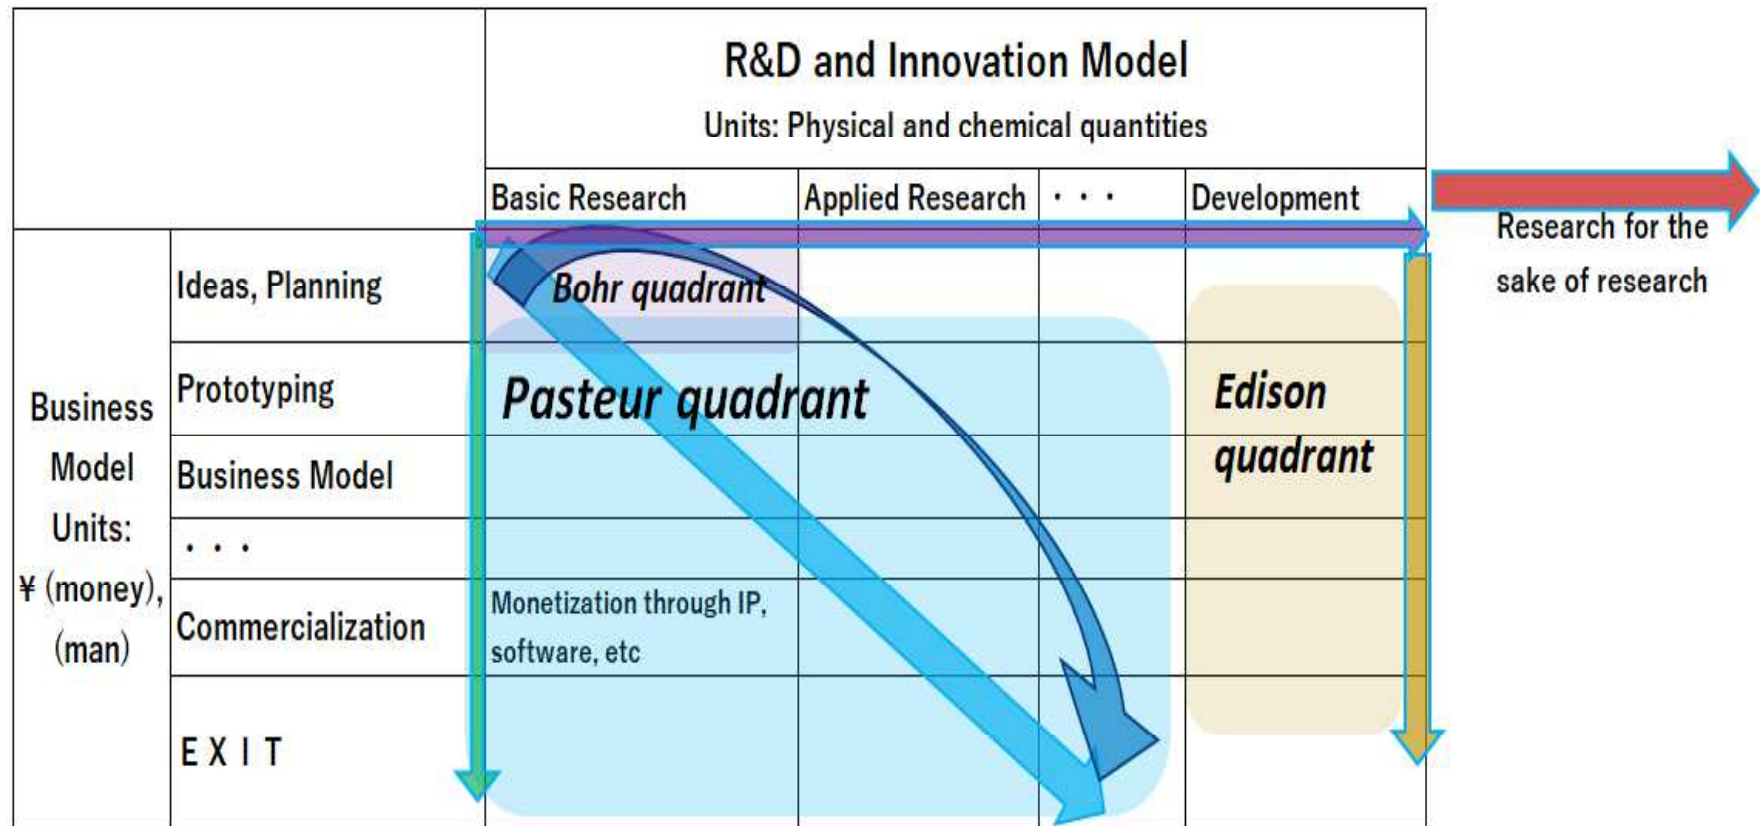 R&D and Innovation Model
Units: Physical and chemical quantities
Basic Research
Applied Research
・・・
Development
Research for the
sake of research
Business
Model
Units:
¥ (money),
(man)
Ideas, Planning
Bohr quadrant
Prototyping
Pasteur quadrant
Edison
quadrant
Business Model
・・・
Commercialization
Monetization through IP,
software, etc
E X I T